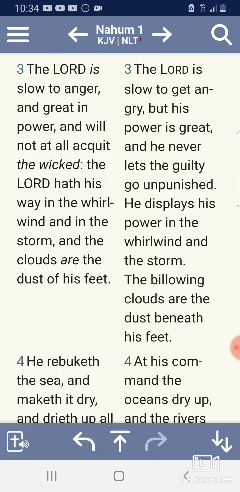 10:34
Nahum 1
KJV | NLT
3 The LORD is
slow to anger,
and great in
power, and will
not at all acquit
the wicked: the
LORD hath his
way in the whirl-
wind and in the
storm, and the
clouds are the
dust of his feet.
4 He rebuketh
the sea, and
maketh it dry,
and drieth up all
3 The LORD is
slow to get an-
gry, but his
power is great,
and he never
lets the guilty
go unpunished.
He displays his
power in the
whirlwind and
the storm.
The billowing
clouds are the
dust beneath
his feet.
4 At his com-
mand the
oceans dry up,
and the rivers